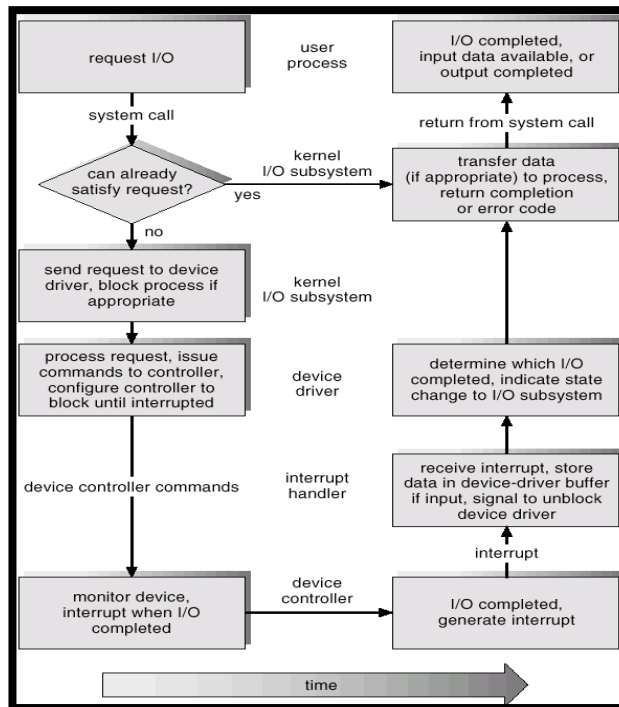 request I/O
user
process
I/O completed,
input data available, or
output completed
system call
return from system call
can already
satisfy request?
kernel
I/O subsystem
yes
transfer data
(if appropriate) to process,
return completion
or error code
no
send request to device
driver, block process if
appropriate
kernel
I/O subsystem
process request, issue
commands to controller,
configure controller to
block until interrupted
device
driver
determine which I/O
completed, indicate state
change to I/O subsystem
device controller commands
interrupt
handler
receive interrupt, store
data in device-driver buffer
if input, signal to unblock
device driver
interrupt
monitor device,
interrupt when I/O
completed
device
controller
I/O completed,
generate interrupt
time